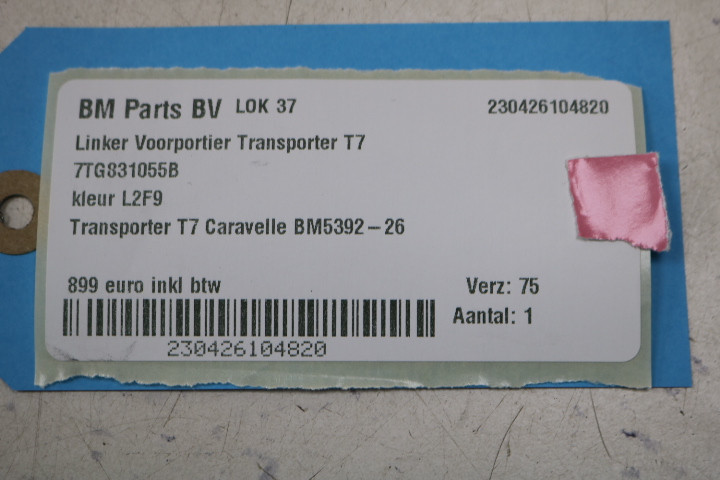 BM Parts BV LOK 37 230426104820
Linker Voorportier Transporter T7
7TG831055B
kleur L2F9
Transporter T7 Caravelle BM5392-26
899 euro inkl btw Verz: 75
Aantal: 1
230426104820